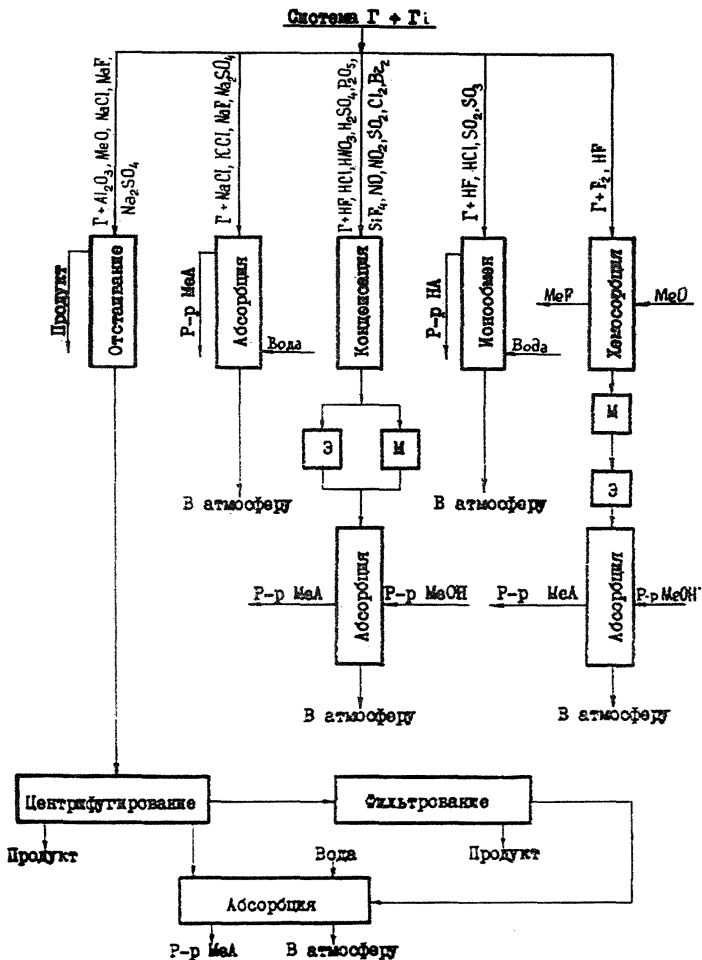 Система Г + Гi
Г + Al₂O₃, MeO, NaCl, NaF,
Na₂SO₄
Г + NaCl, KCl, NaF, Na₂SO₄
Г + HF, HCl, HNO₃, H₂SO₄, P₂O₅,
SiF₄, NO, NO₂, SO₂, Cl₂, Br₂
Г + HF, HCl, SO₂, SO₃
Г + F₂, HF
Продукт
Отстаивание
Р-р MeA
Абсорбция
Вода
Конденсация
Р-р HA
Ионообмен
Вода
MeF
Хемосорбция
MeO
Э
М
М
Э
В атмосферу
В атмосферу
Р-р MeA
Абсорбция
Р-р MeOH
Р-р MeA
Абсорбция
Р-р MeOH
В атмосферу
В атмосферу
Центрифугирование
Фильтрование
Продукт
Вода
Продукт
Абсорбция
Р-р MeA
В атмосферу